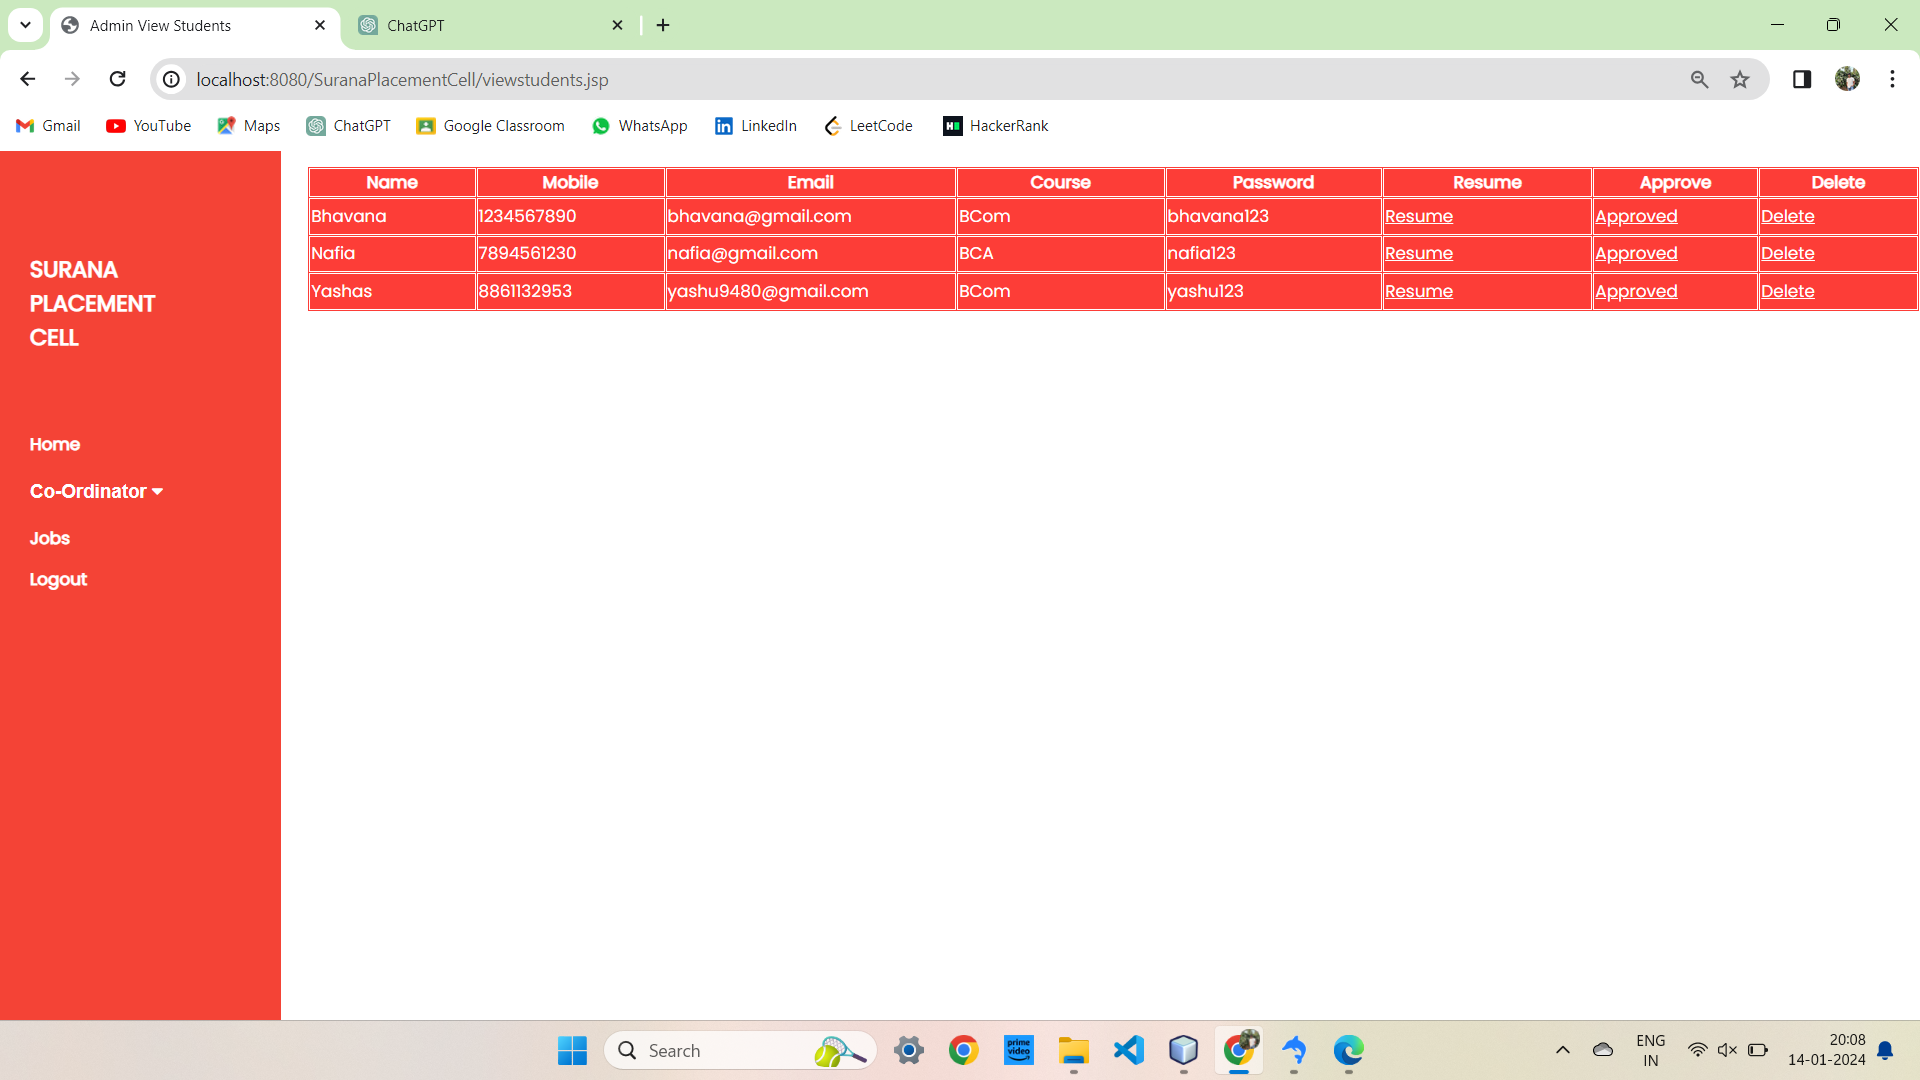 Admin View Students
ChatGPT
localhost:8080/SuranaPlacementCell/viewstudents.jsp
Gmail YouTube Maps ChatGPT Google Classroom WhatsApp LinkedIn LeetCode HackerRank
SURANA
PLACEMENT
CELL
Home
Co-Ordinator
Jobs
Logout
Name Mobile Email Course Password Resume Approve Delete
Bhavana 1234567890 bhavana@gmail.com BCom bhavana123 Resume Approved Delete
Nafia 7894561230 nafia@gmail.com BCA nafia123 Resume Approved Delete
Yashas 8861132953 yashu9480@gmail.com BCom yashu123 Resume Approved Delete
Search
prime
video
ENG
IN
20:08
14-01-2024